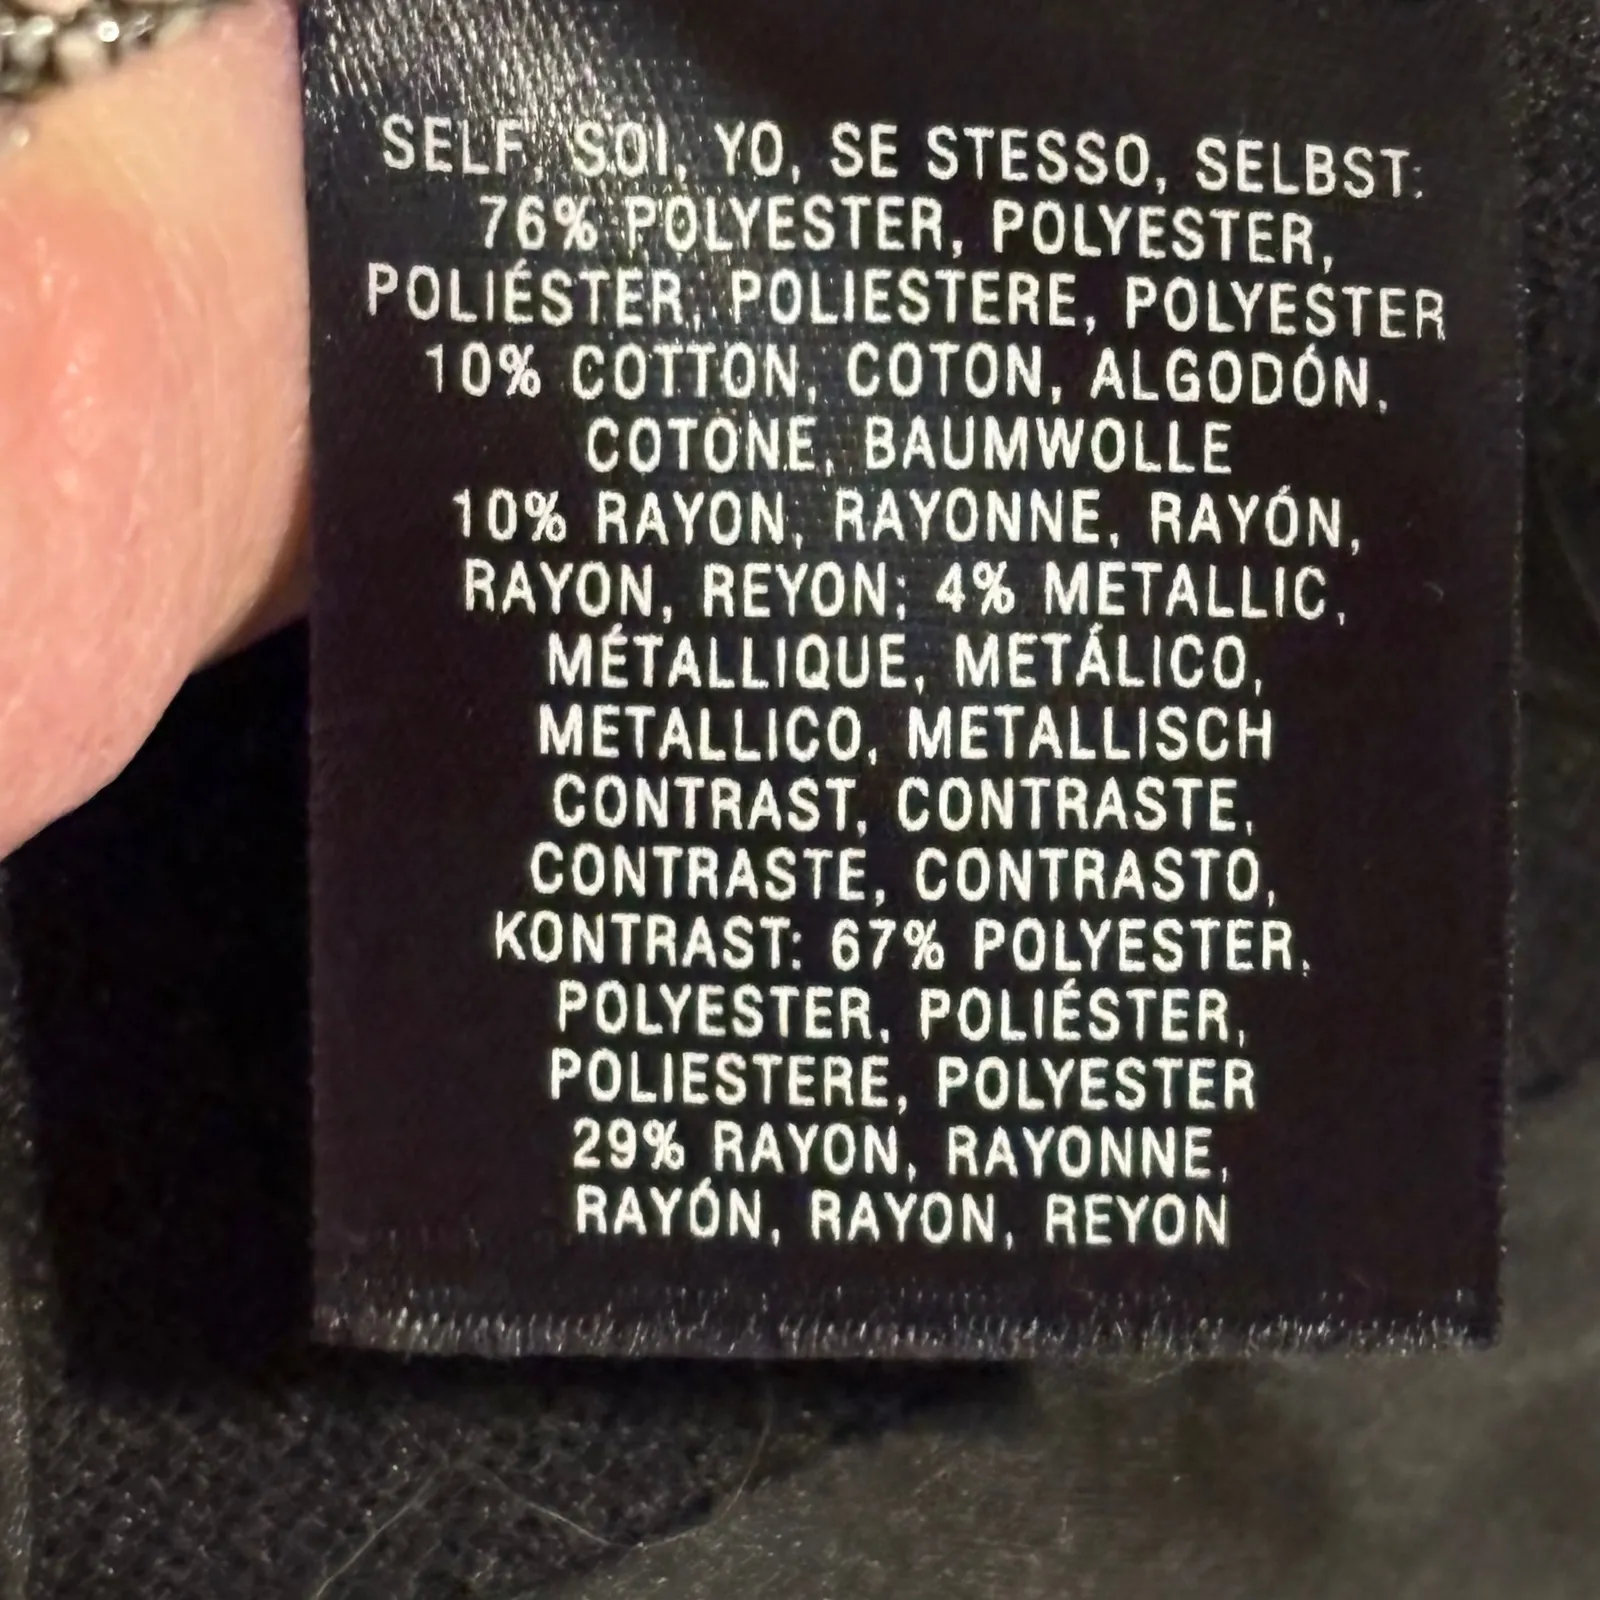 SELF, SOI, YO, SE STESSO, SELBST:
76% POLYESTER, POLYESTER,
POLIÉSTER, POLIESTERE, POLYESTER
10% COTTON, COTON, ALGODÓN,
COTONE, BAUMWOLLE
10% RAYON, RAYONNE, RAYÓN,
RAYON, REYON; 4% METALLIC,
MÉTALLIQUE, METÁLICO,
METALLICO, METALLISCH
CONTRAST, CONTRASTE,
CONTRASTE, CONTRASTO,
KONTRAST: 67% POLYESTER,
POLYESTER, POLIÉSTER,
POLIESTERE, POLYESTER
29% RAYON, RAYONNE,
RAYÓN, RAYON, REYON